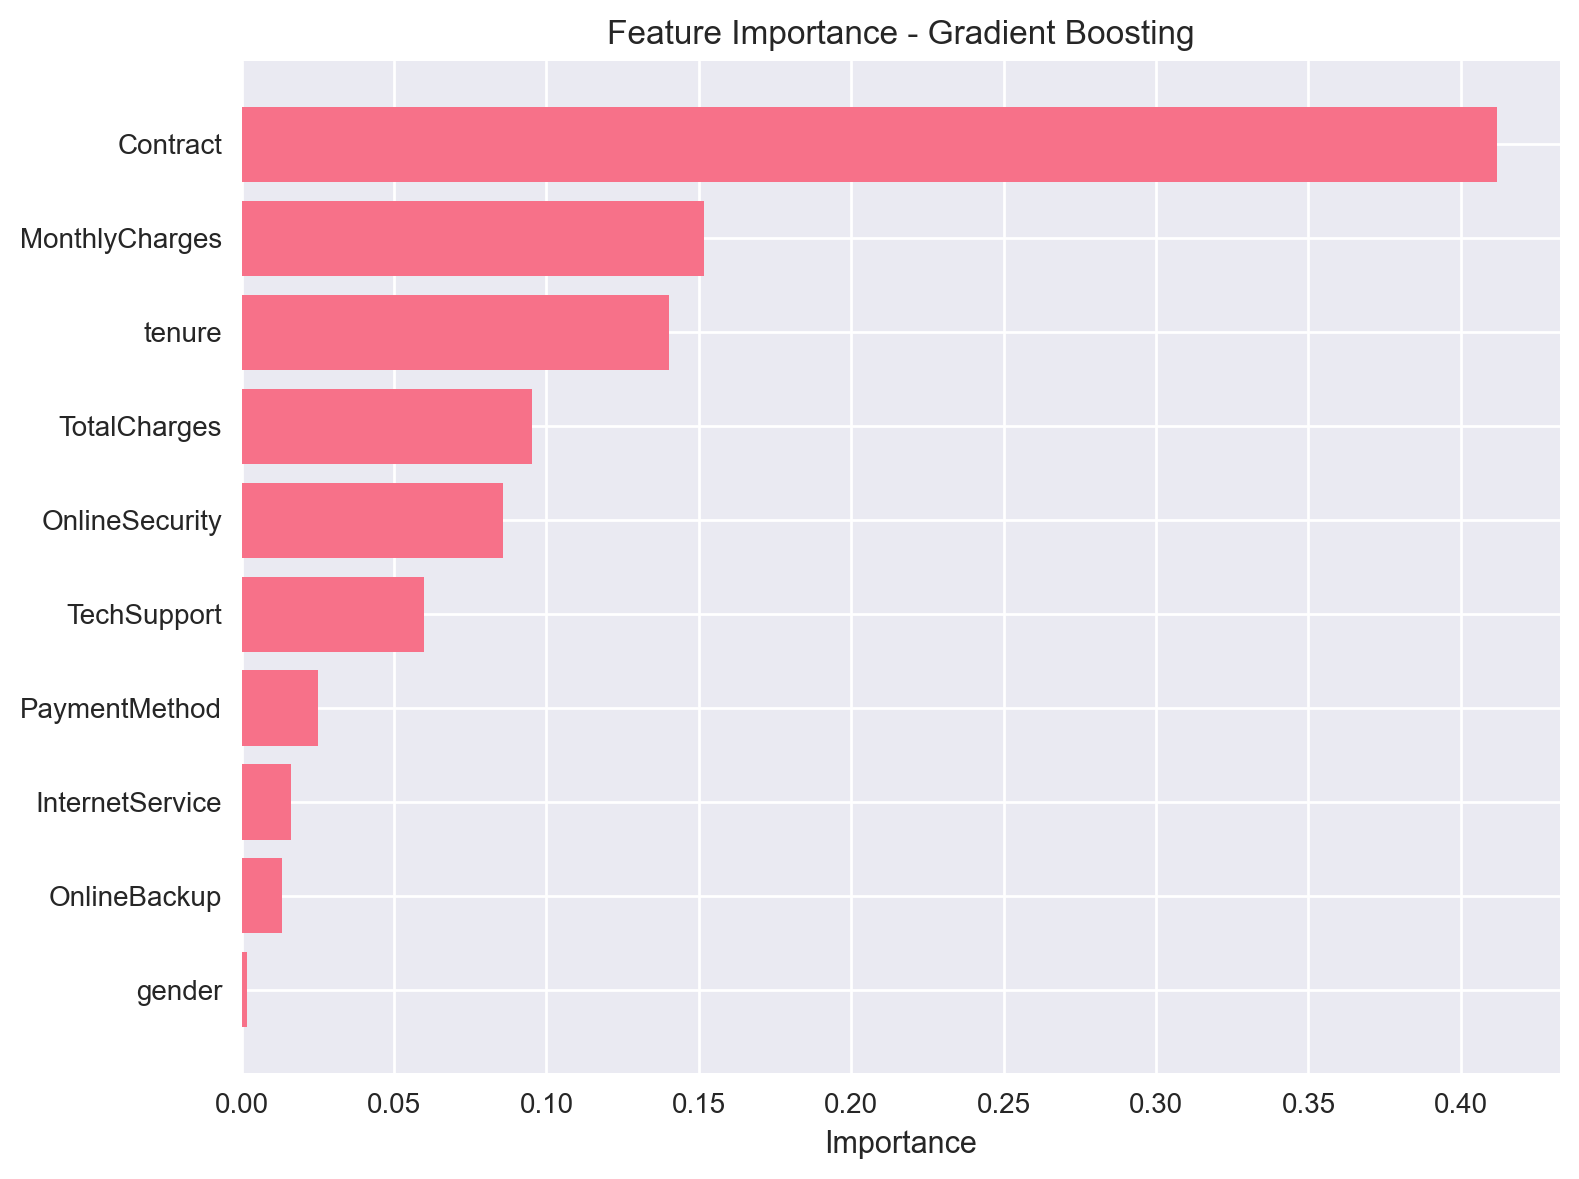 Feature Importance - Gradient Boosting
Contract
MonthlyCharges
tenure
TotalCharges
OnlineSecurity
TechSupport
PaymentMethod
InternetService
OnlineBackup
gender
0.00 0.05 0.10 0.15 0.20 0.25 0.30 0.35 0.40
Importance